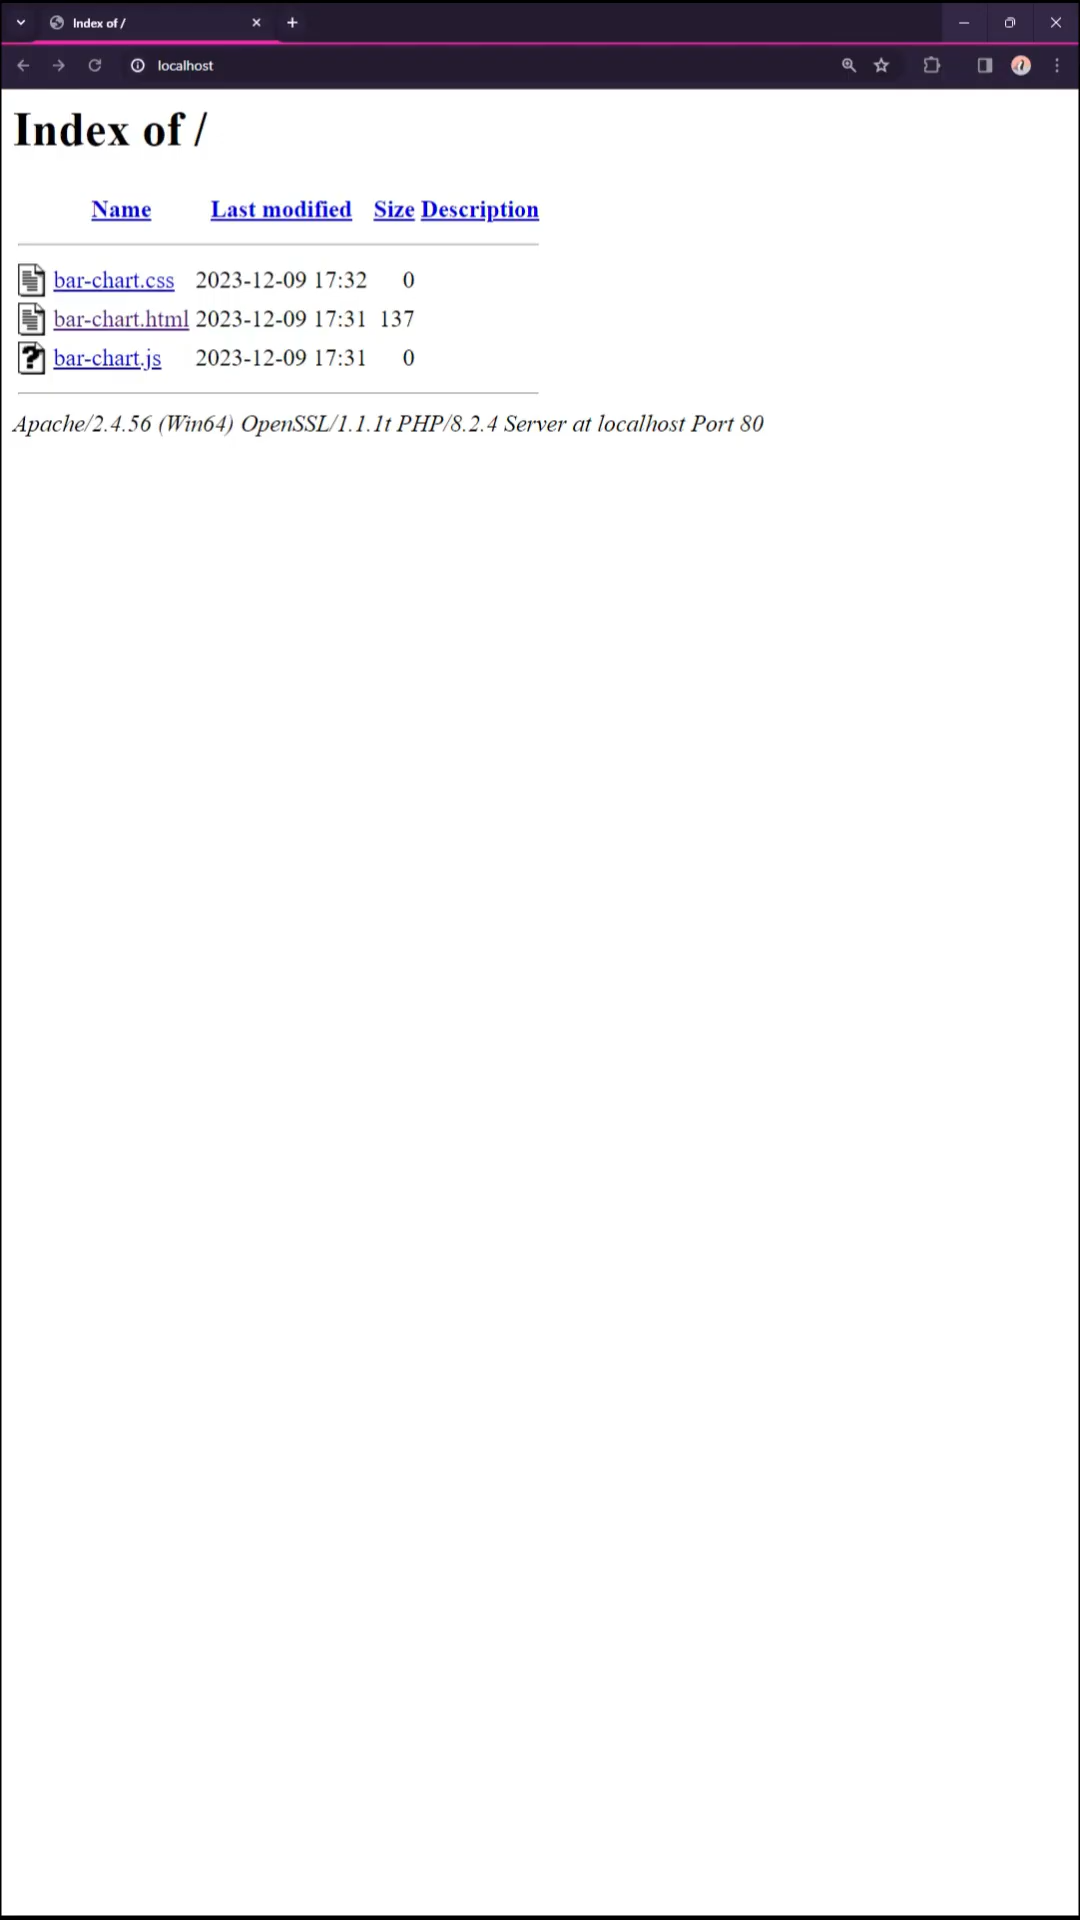 Index of /
localhost
Index of /
Name Last modified Size Description
bar-chart.css 2023-12-09 17:32 0
bar-chart.html 2023-12-09 17:31 137
bar-chart.js 2023-12-09 17:31 0
Apache/2.4.56 (Win64) OpenSSL/1.1.1t PHP/8.2.4 Server at localhost Port 80